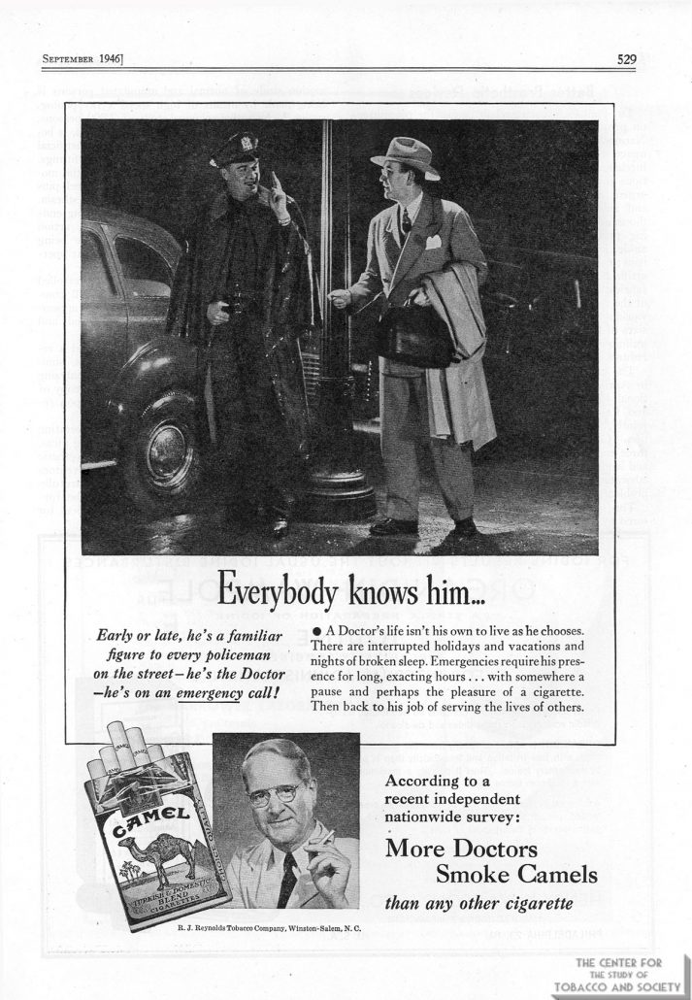 SEPTEMBER 1946]
529
Everybody knows him...
Early or late, he's a familiar
figure to every policeman
on the street—he's the Doctor
—he's on an emergency call!
● A Doctor's life isn't his own to live as he chooses.
There are interrupted holidays and vacations and
nights of broken sleep. Emergencies require his pres-
ence for long, exacting hours . . . with somewhere a
pause and perhaps the pleasure of a cigarette.
Then back to his job of serving the lives of others.
CAMEL
TURKISH & DOMESTIC
BLEND
CIGARETTES
CHOICE QUALITY
According to a
recent independent
nationwide survey:
More Doctors
Smoke Camels
than any other cigarette
R. J. Reynolds Tobacco Company, Winston-Salem, N. C.
THE CENTER FOR
THE STUDY OF
TOBACCO AND SOCIETY